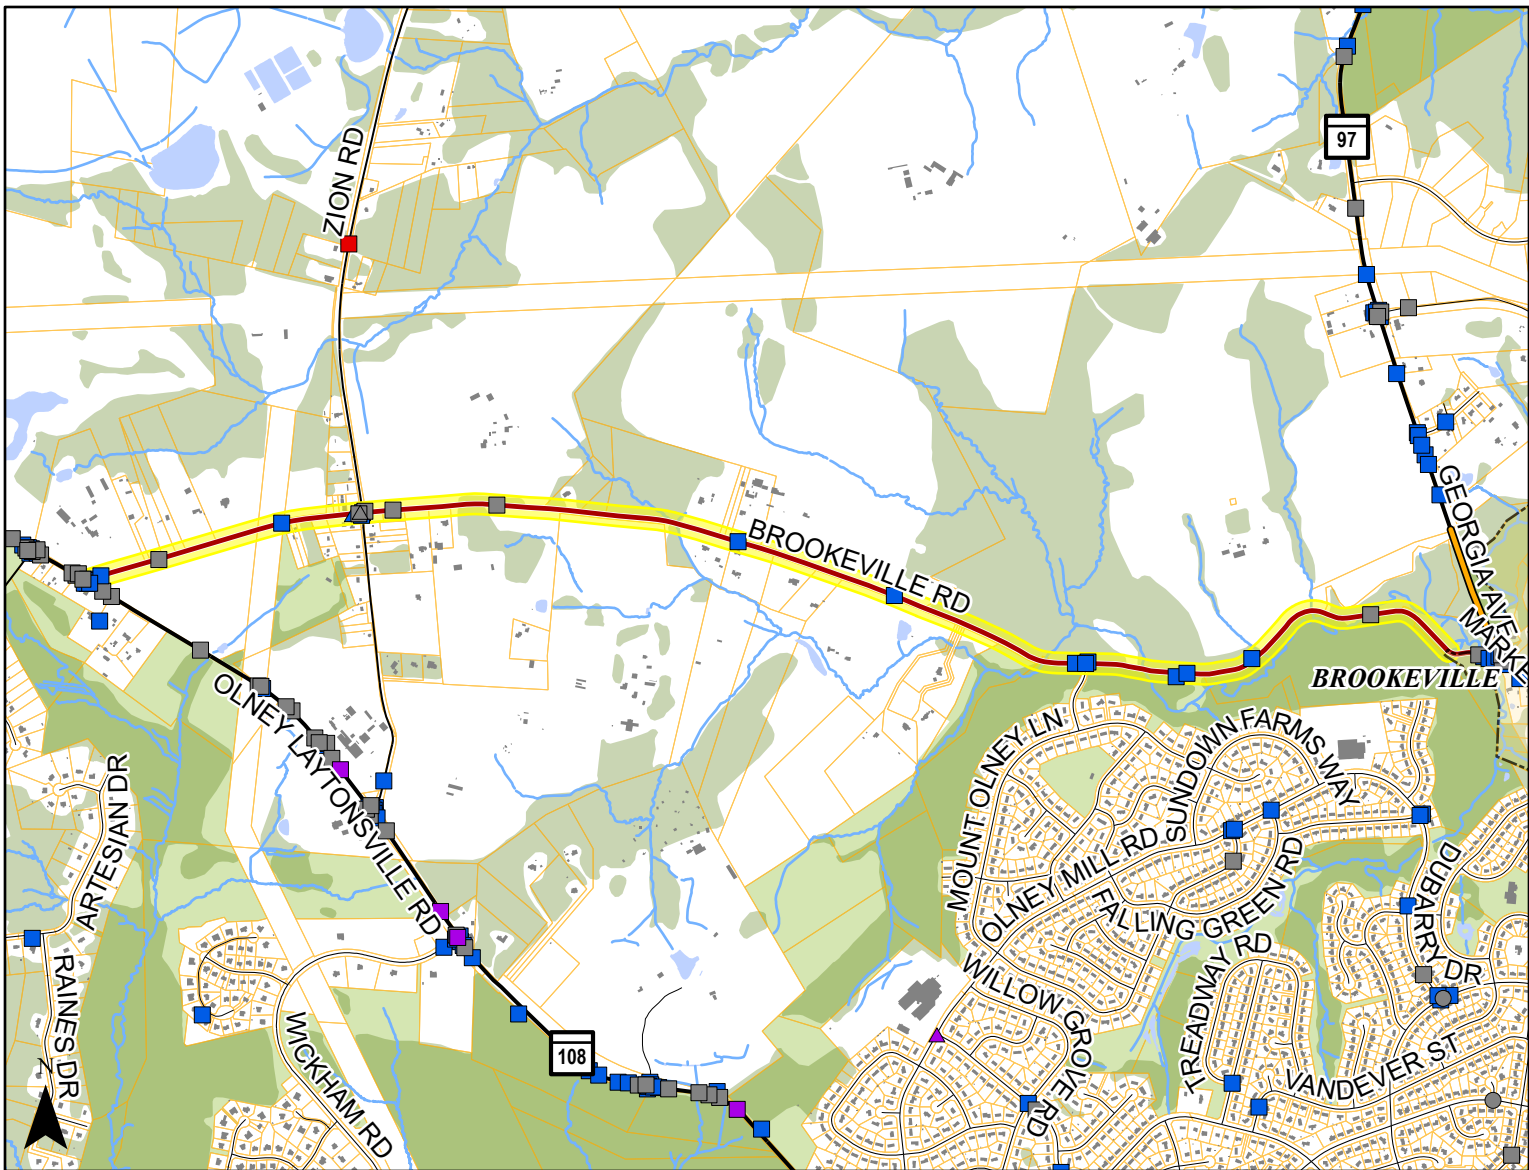 97
ZION RD
GEORGIA AVE
BROOKEVILLE RD
MARKE
BROOKEVILLE
OLNEY LAYTONSVILLE RD
MOUNT OLNEY LN
SUNDOWN FARMS WAY
ARTESIAN DR
OLNEY MILL RD
FALLING GREEN RD
DUBARRY DR
TREADWAY RD
WILLOW GROVE RD
RAINES DR
WICKHAM RD
108
VANDEVER ST
N